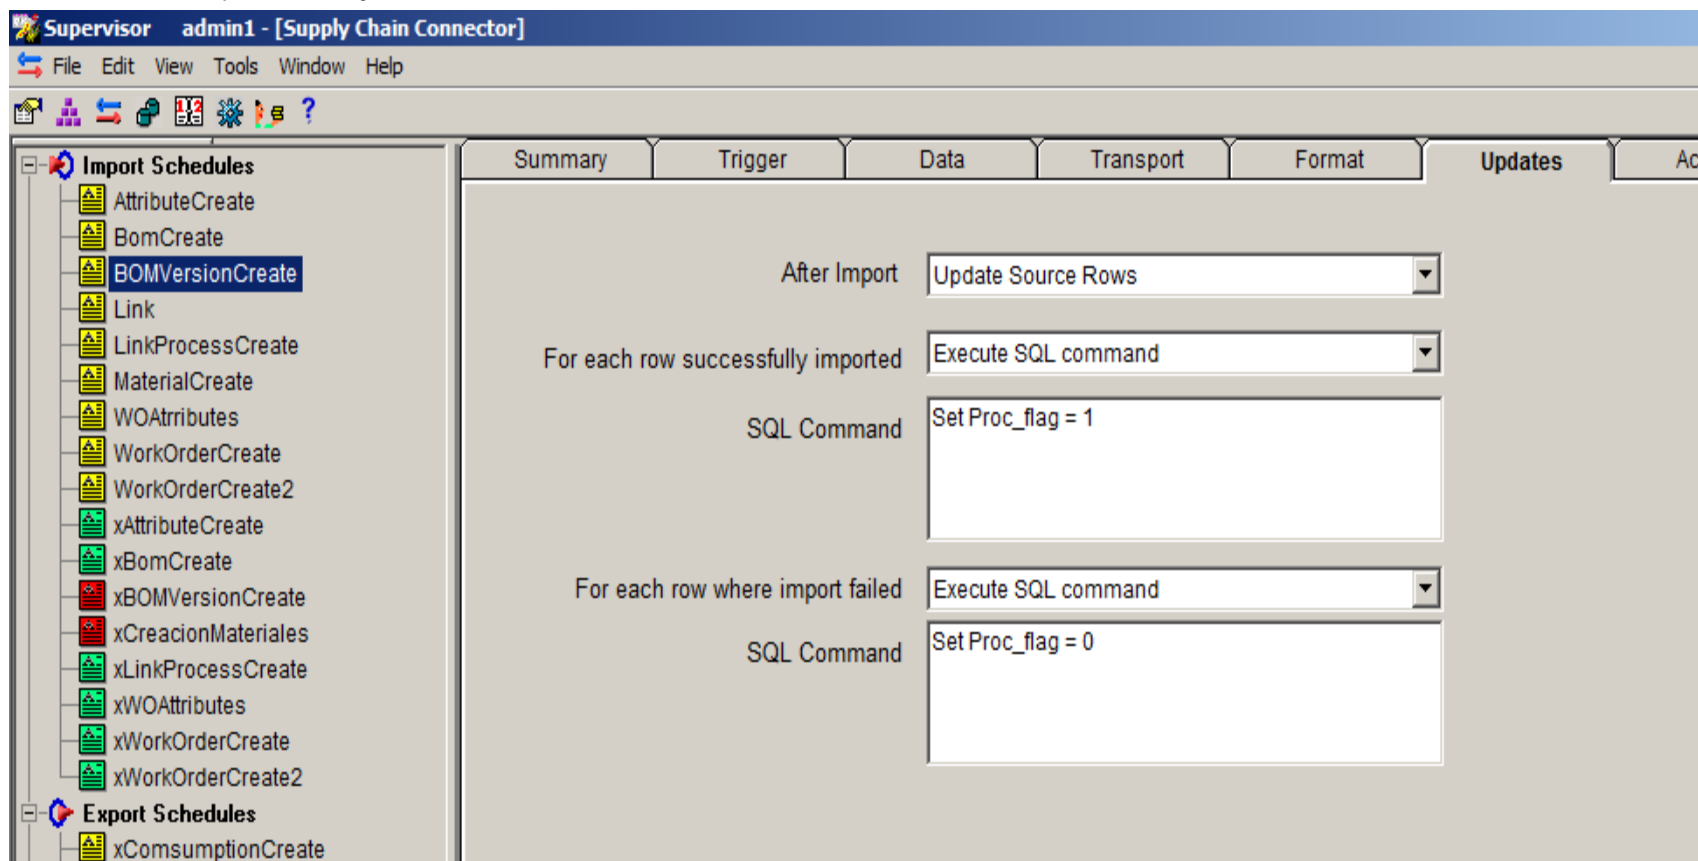 Supervisor admin1 - [Supply Chain Connector]
File Edit View Tools Window Help
Import Schedules
AttributeCreate
BomCreate
BOMVersionCreate
Link
LinkProcessCreate
MaterialCreate
WOAtrributes
WorkOrderCreate
WorkOrderCreate2
xAttributeCreate
xBomCreate
xBOMVersionCreate
xCreacionMateriales
xLinkProcessCreate
xWOAttributes
xWorkOrderCreate
xWorkOrderCreate2
Export Schedules
xComsumptionCreate
Summary Trigger Data Transport Format Updates Ac
After Import Update Source Rows
For each row successfully imported Execute SQL command
SQL Command Set Proc_flag = 1
For each row where import failed Execute SQL command
SQL Command Set Proc_flag = 0